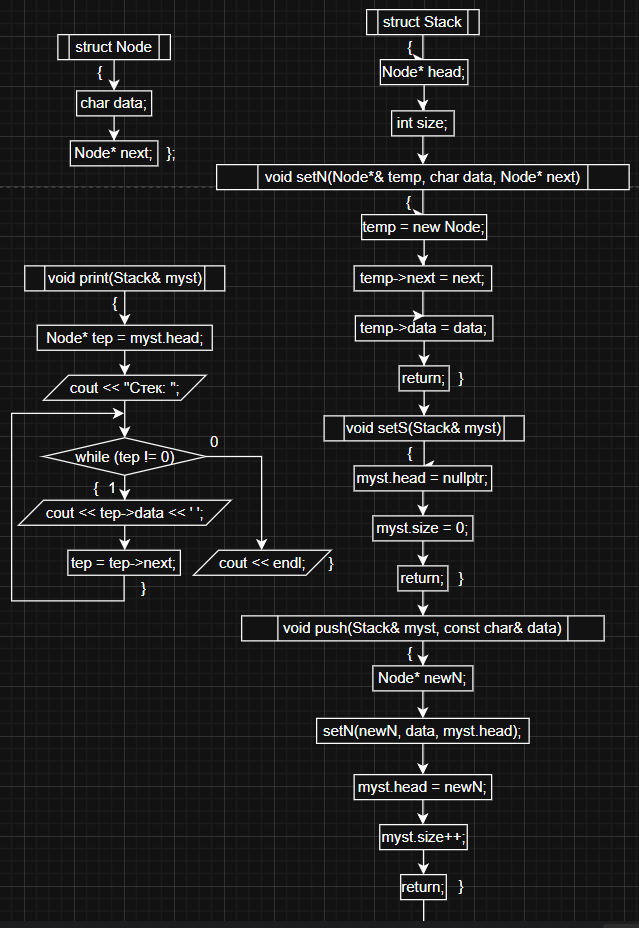 struct Node
{
char data;
Node* next; };
void print(Stack& myst)
{
Node* tep = myst.head;
cout << "Стек: ";
while (tep != 0)
0
{ 1
cout << tep->data << ' ';
tep = tep->next;
}
cout << endl; }
struct Stack
{
Node* head;
int size;
void setN(Node*& temp, char data, Node* next)
{
temp = new Node;
temp->next = next;
temp->data = data;
return; }
void setS(Stack& myst)
{
myst.head = nullptr;
myst.size = 0;
return; }
void push(Stack& myst, const char& data)
{
Node* newN;
setN(newN, data, myst.head);
myst.head = newN;
myst.size++;
return; }